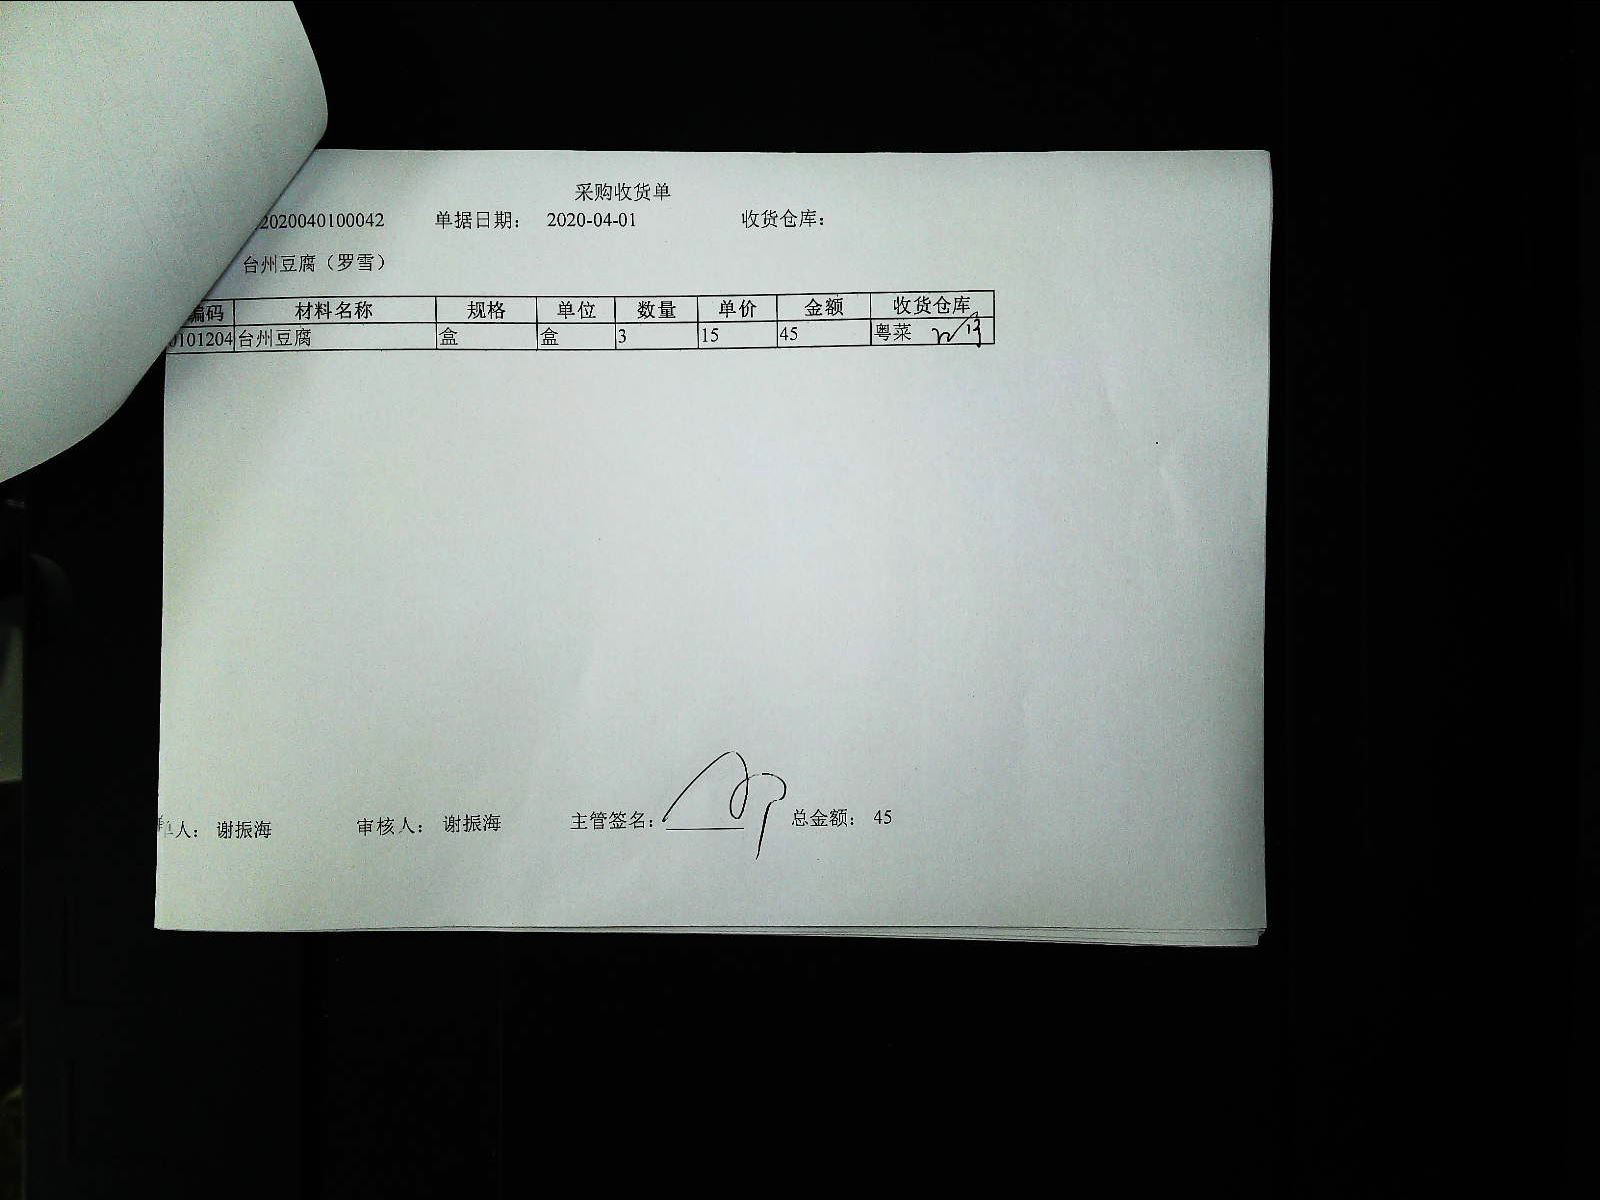 采购收货单
2020040100042 单据日期: 2020-04-01 收货仓库:
台州豆腐（罗雪）
编码 材料名称 规格 单位 数量 单价 金额 收货仓库
0101204 台州豆腐 盒 盒 3 15 45 粤菜
单人: 谢振海 审核人: 谢振海 主管签名: 总金额: 45